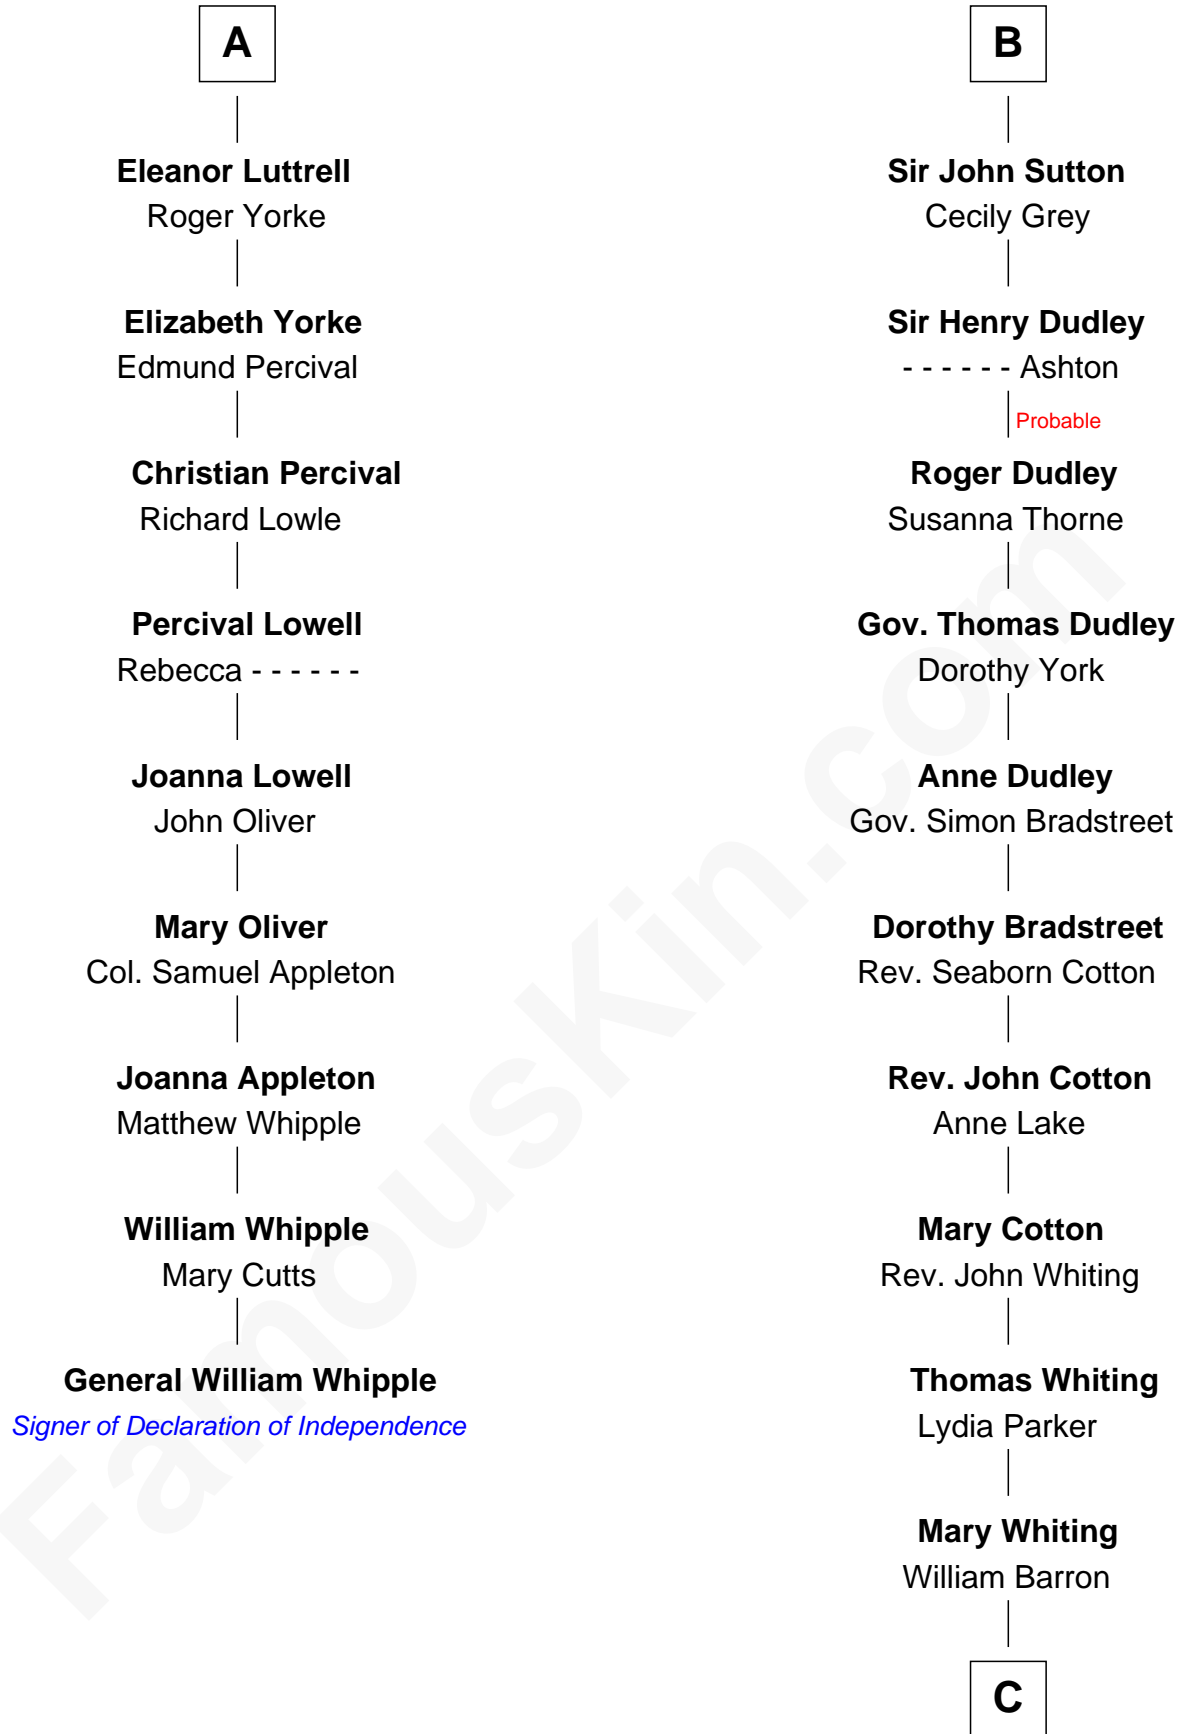 A
Eleanor Luttrell
Roger Yorke
Elizabeth Yorke
Edmund Percival
Christian Percival
Richard Lowle
Percival Lowell
Rebecca - - - - - -
Joanna Lowell
John Oliver
Mary Oliver
Col. Samuel Appleton
Joanna Appleton
Matthew Whipple
William Whipple
Mary Cutts
General William Whipple
Signer of Declaration of Independence
B
Sir John Sutton
Cecily Grey
Sir Henry Dudley
- - - - - - Ashton
Probable
Roger Dudley
Susanna Thorne
Gov. Thomas Dudley
Dorothy York
Anne Dudley
Gov. Simon Bradstreet
Dorothy Bradstreet
Rev. Seaborn Cotton
Rev. John Cotton
Anne Lake
Mary Cotton
Rev. John Whiting
Thomas Whiting
Lydia Parker
Mary Whiting
William Barron
C
FamousKin.com